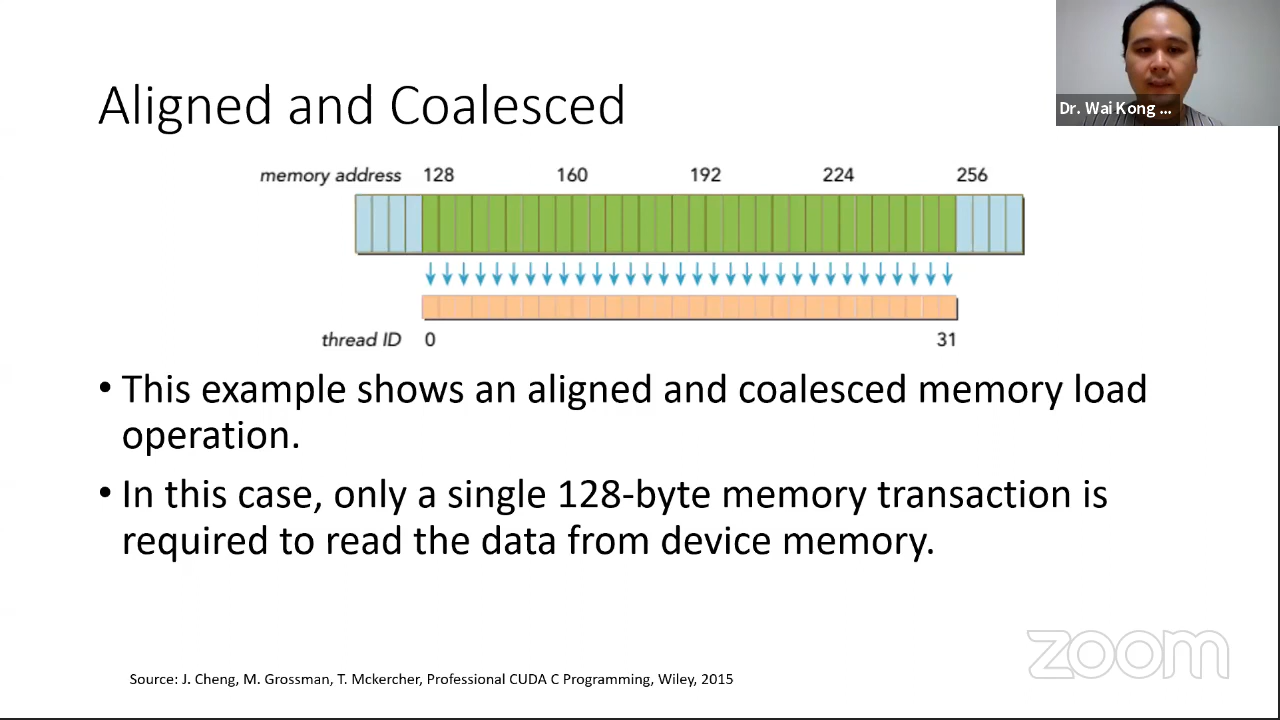 Dr. Wai Kong ...
Aligned and Coalesced
memory address 128 160 192 224 256
thread ID 0 31
• This example shows an aligned and coalesced memory load
operation.
• In this case, only a single 128-byte memory transaction is
required to read the data from device memory.
zoom
Source: J. Cheng, M. Grossman, T. Mckercher, Professional CUDA C Programming, Wiley, 2015